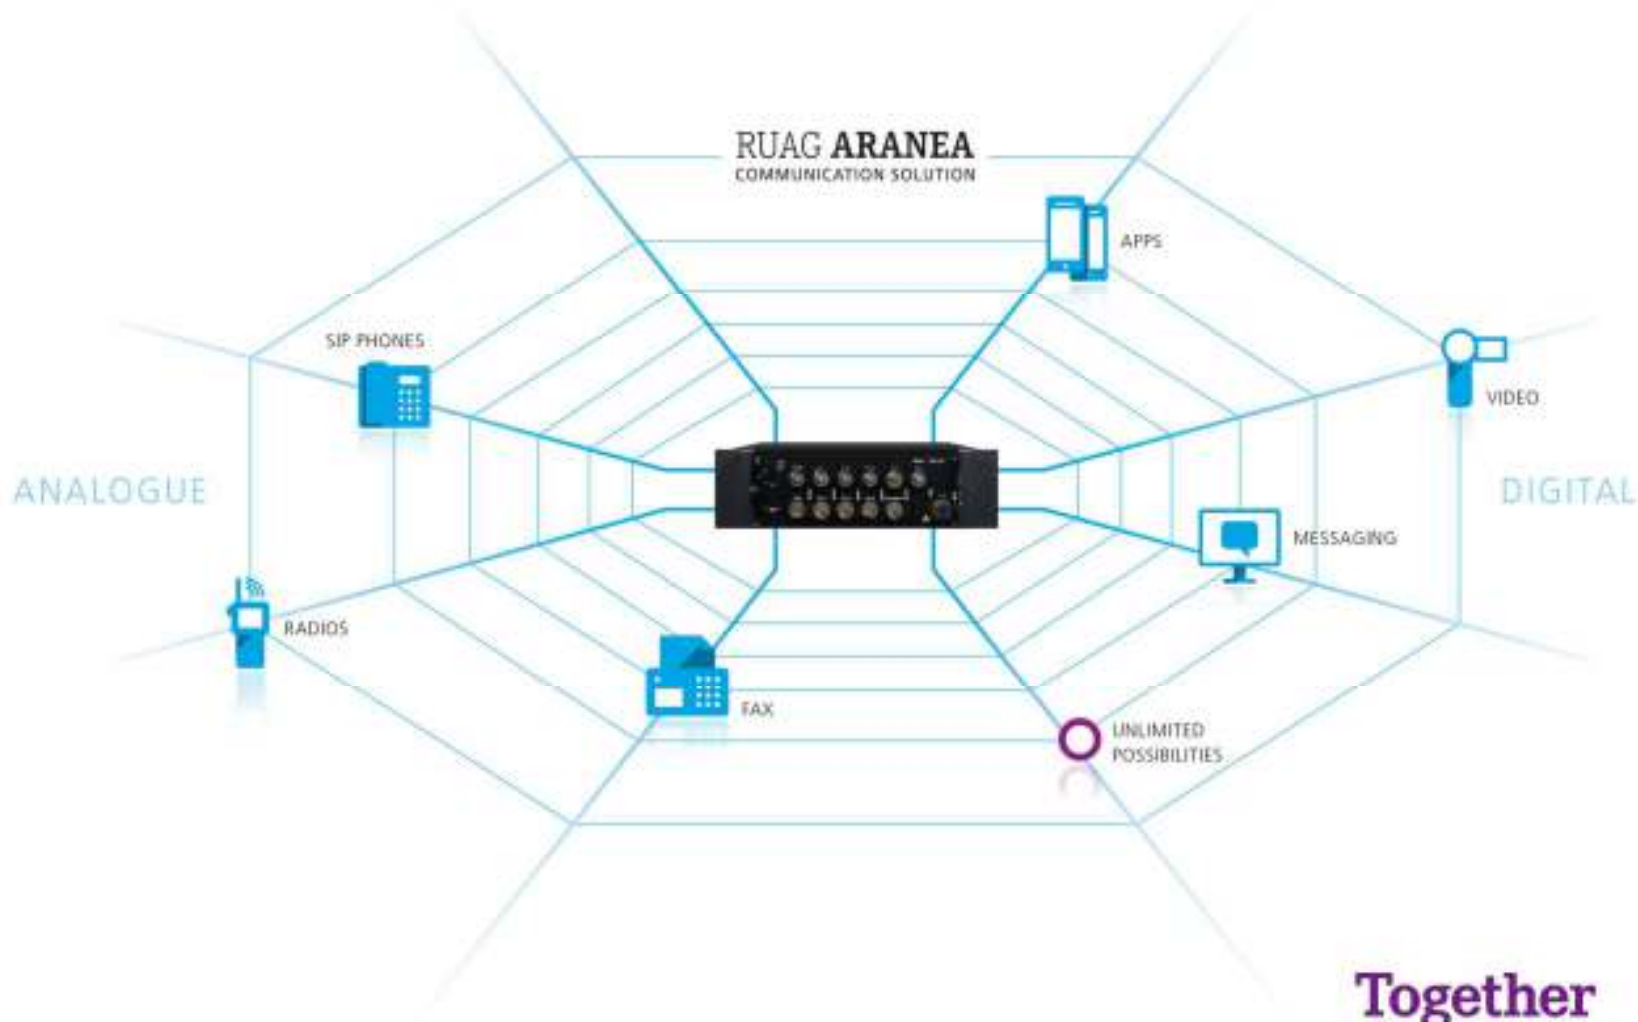 RUAG ARANEA
COMMUNICATION SOLUTION
APPS
SIP PHONES
VIDEO
ANALOGUE
DIGITAL
MESSAGING
RADIOS
FAX
UNLIMITED
POSSIBILITIES
Together